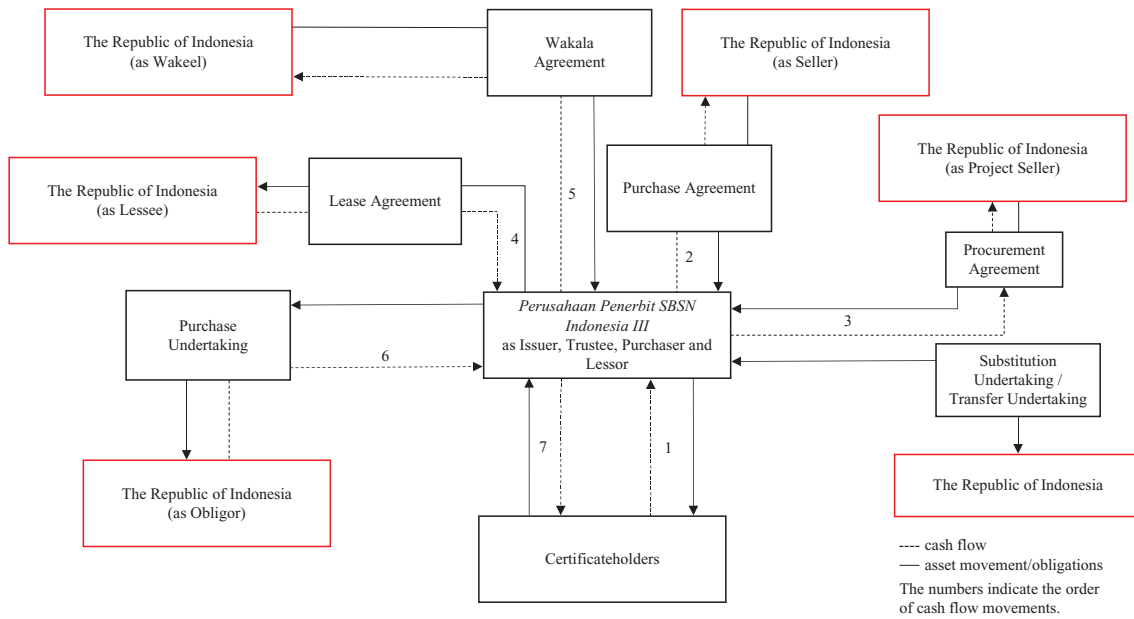 The Republic of Indonesia
(as Wakeel)
Wakala
Agreement
The Republic of Indonesia
(as Seller)
The Republic of Indonesia
(as Project Seller)
The Republic of Indonesia
(as Lessee)
Lease Agreement
5
Purchase Agreement
4
2
Procurement
Agreement
Purchase
Undertaking
6
Perusahaan Penerbit SBSN
Indonesia III
as Issuer, Trustee, Purchaser and
Lessor
3
Substitution
Undertaking /
Transfer Undertaking
7
1
The Republic of Indonesia
(as Obligor)
The Republic of Indonesia
Certificateholders
---- cash flow
— asset movement/obligations
The numbers indicate the order
of cash flow movements.